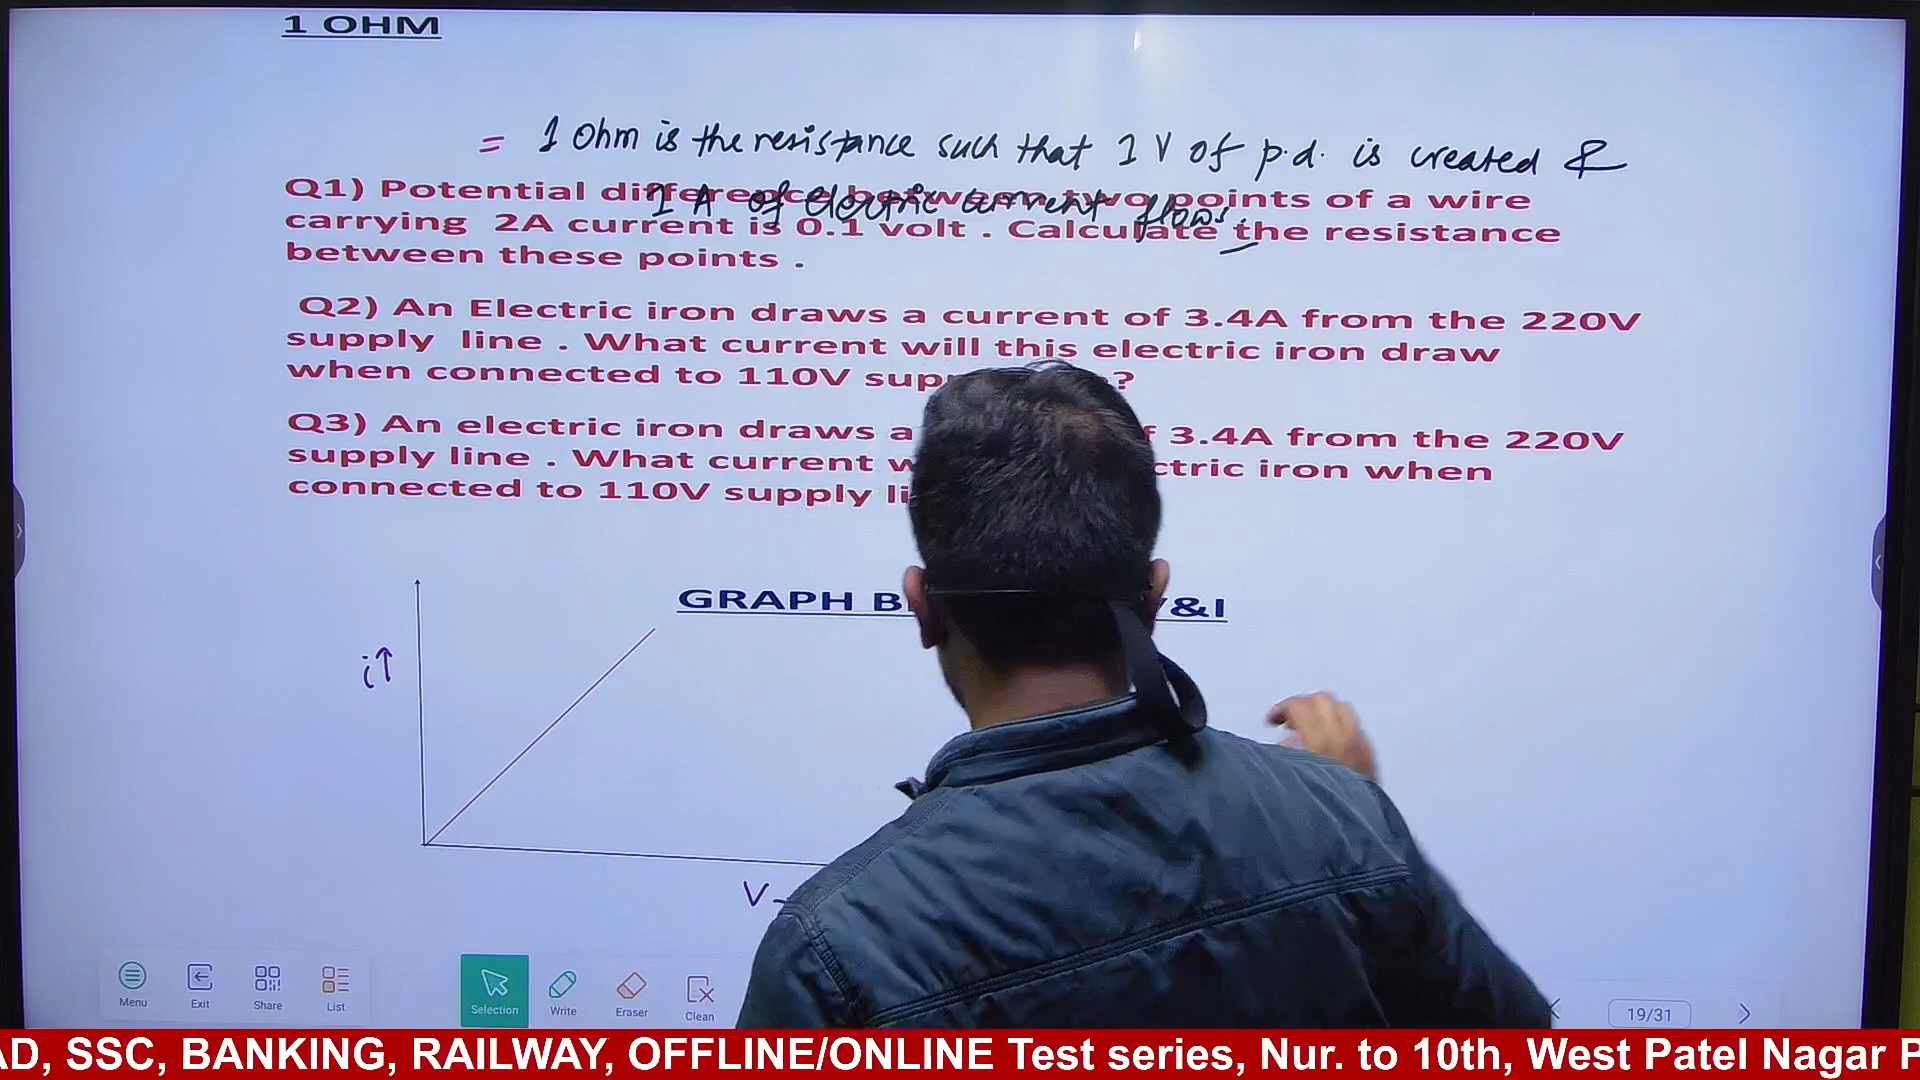 1 OHM
= 1 Ohm is the resistance such that 1 V of p.d. is created &
1 A of electric current flows.
Q1) Potential difference between two points of a wire
carrying 2A current is 0.1 volt . Calculate the resistance
between these points .
Q2) An Electric iron draws a current of 3.4A from the 220V
supply line . What current will this electric iron draw
when connected to 110V ?
Q3) An electric iron draws a 3.4A from the 220V
supply line . What current iron when
connected to 110V supply
GRAPH V&I
i↑
V
Menu
Exit
Share
List
Selection
Write
Eraser
Clean
19/31
SSC, BANKING, RAILWAY, OFFLINE/ONLINE Test series, Nur. to 10th, West Patel Nagar